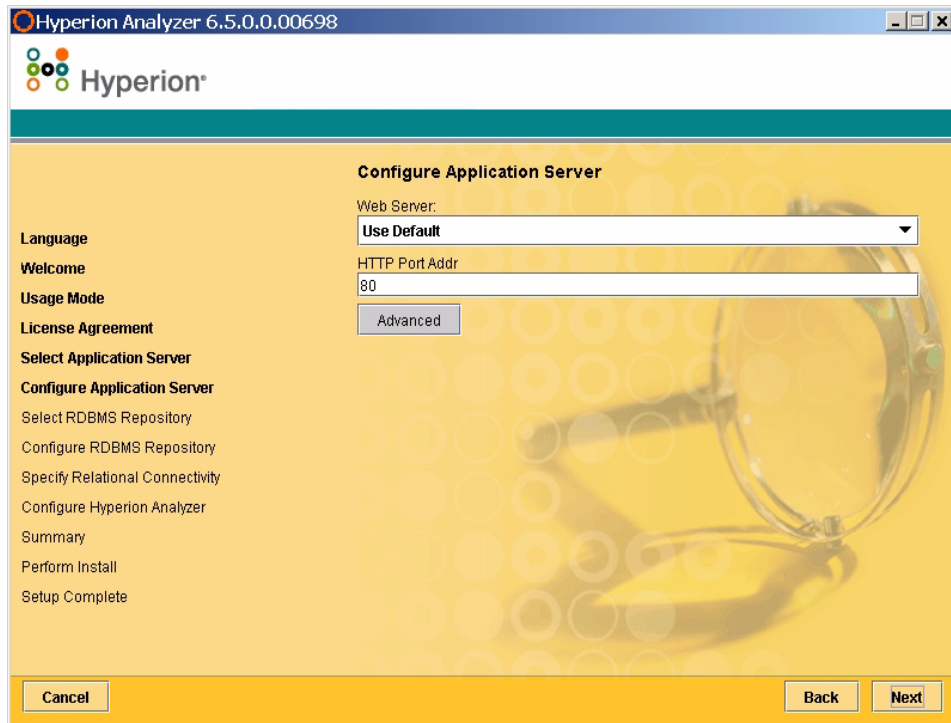 Hyperion Analyzer 6.5.0.0.00698
Hyperion®
Configure Application Server
Web Server:
Use Default
HTTP Port Addr
80
Advanced
Language
Welcome
Usage Mode
License Agreement
Select Application Server
Configure Application Server
Select RDBMS Repository
Configure RDBMS Repository
Specify Relational Connectivity
Configure Hyperion Analyzer
Summary
Perform Install
Setup Complete
Cancel
Back
Next